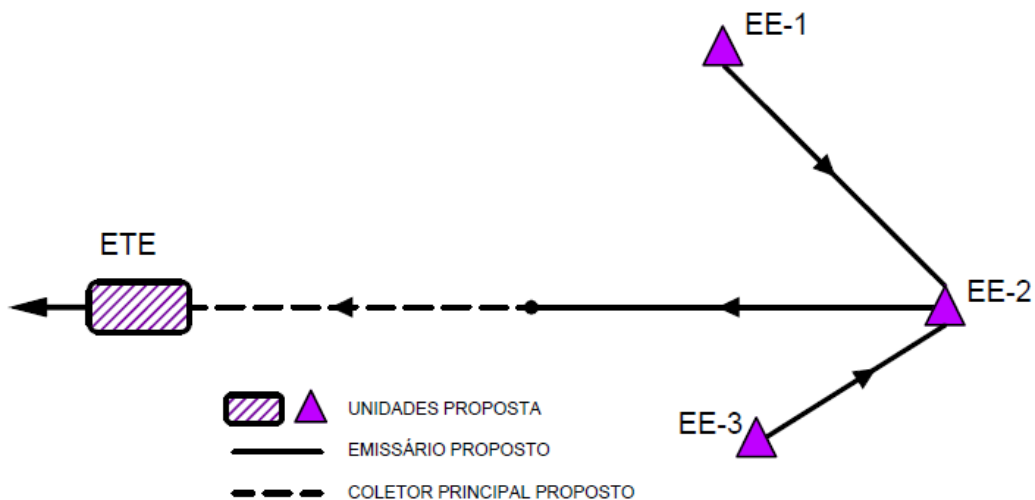 EE-1
ETE
EE-2
EE-3
UNIDADES PROPOSTA
EMISSÁRIO PROPOSTO
COLETOR PRINCIPAL PROPOSTO